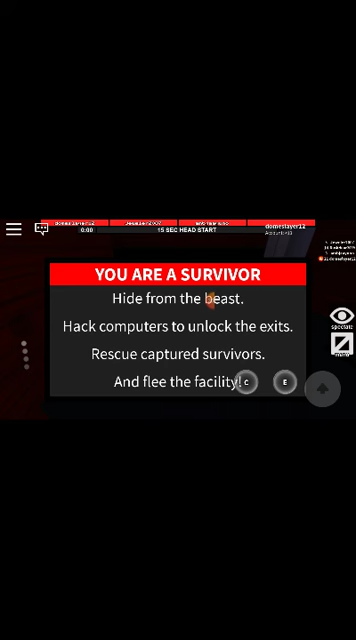 0:00
15 SEC HEAD START
domeslayer12
YOU ARE A SURVIVOR
Hide from the beast.
Hack computers to unlock the exits.
Rescue captured survivors.
And flee the facility!
C
E
spectate